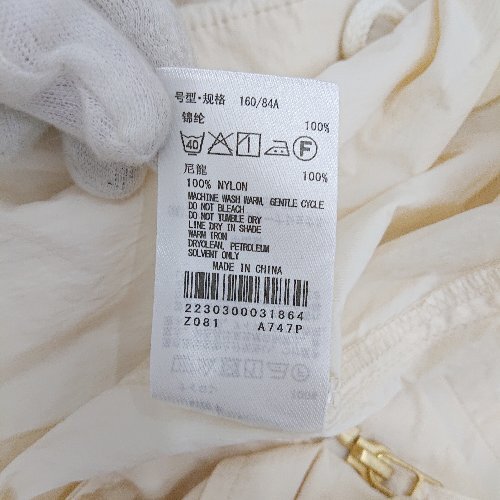 号型·规格 160/84A
锦纶 100%
40 F
尼龍 100%
100% NYLON
MACHINE WASH WARM, GENTLE CYCLE
DO NOT BLEACH
DO NOT TUMBLE DRY
LINE DRY IN SHADE
WARM IRON
DRYCLEAN, PETROLEUM
SOLVENT ONLY
MADE IN CHINA
2230300031864
Z081 A747P